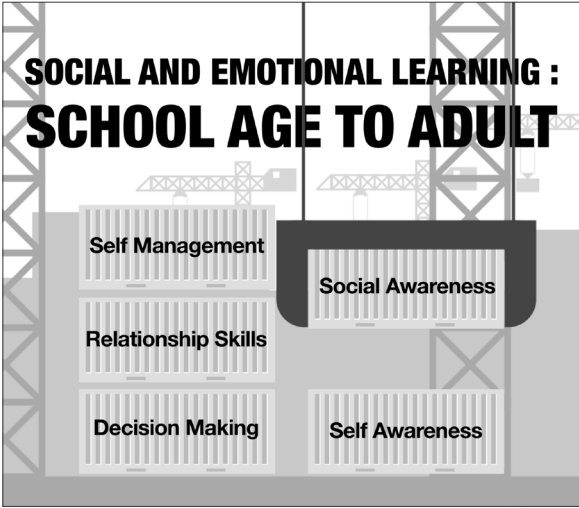 SOCIAL AND EMOTIONAL LEARNING :
SCHOOL AGE TO ADULT
Self Management
Social Awareness
Relationship Skills
Decision Making
Self Awareness